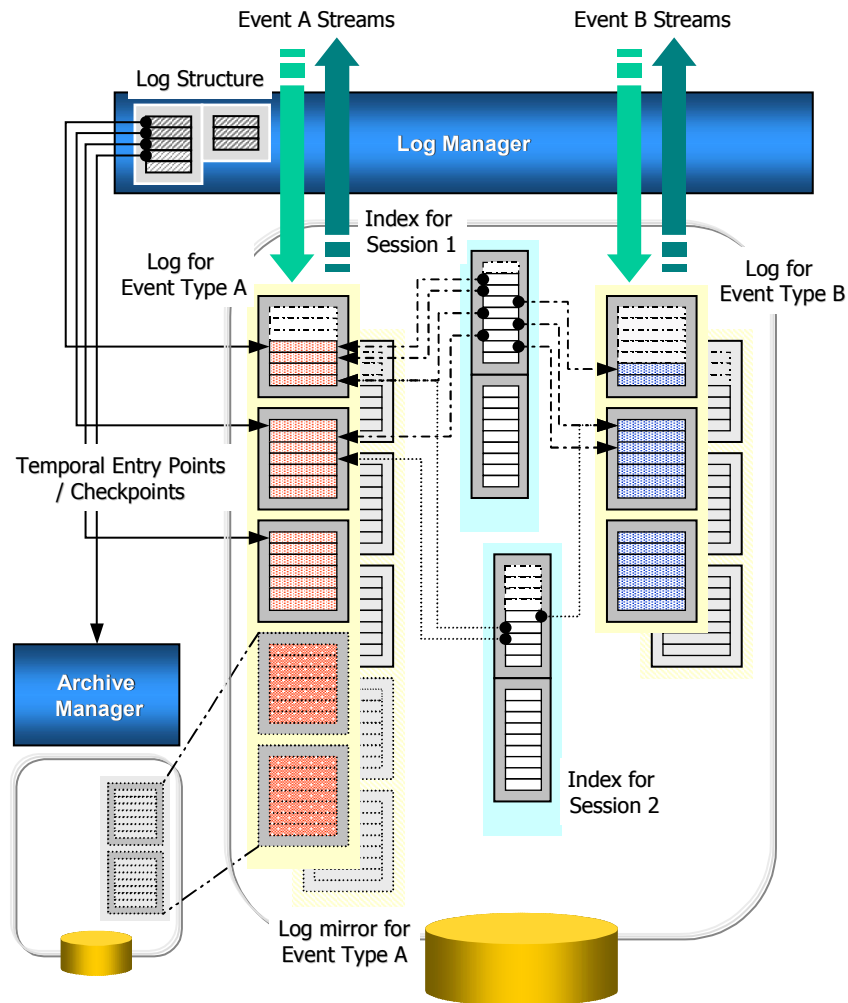 Event A Streams
Event B Streams
Log Structure
Log Manager
Index for
Session 1
Log for
Event Type A
Log for
Event Type B
Temporal Entry Points
/ Checkpoints
Archive
Manager
Index for
Session 2
Log mirror for
Event Type A